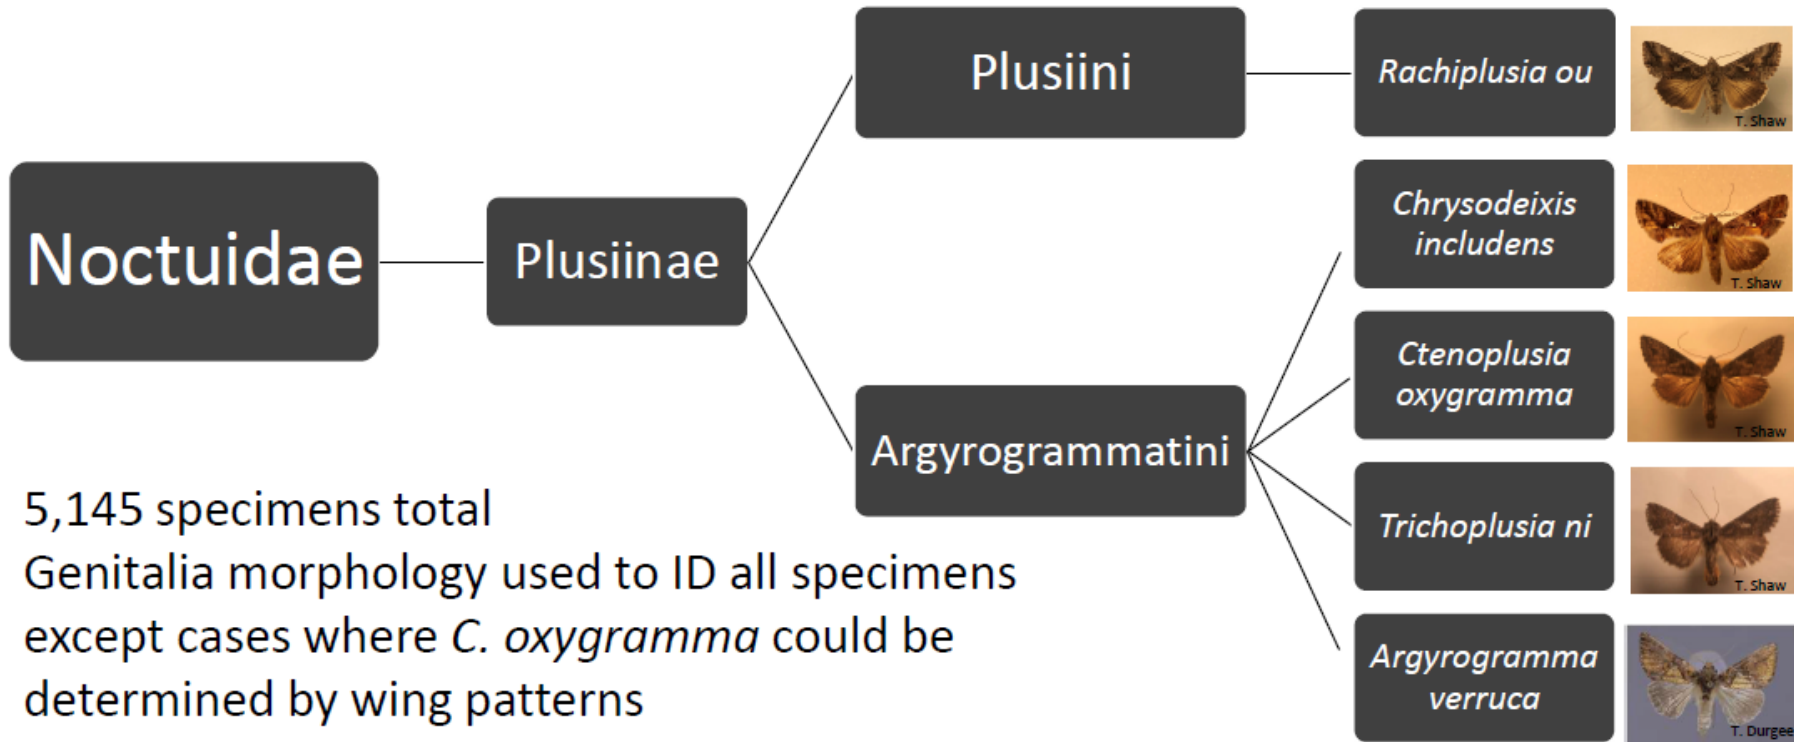 Noctuidae
Plusiinae
Plusiini
Argyrogrammatini
Rachiplusia ou
T. Shaw
Chrysodeixis
includens
T. Shaw
Ctenoplusia
oxygramma
T. Shaw
Trichoplusia ni
T. Shaw
Argyrogramma
verruca
T. Durgee
5,145 specimens total
Genitalia morphology used to ID all specimens
except cases where C. oxygramma could be
determined by wing patterns